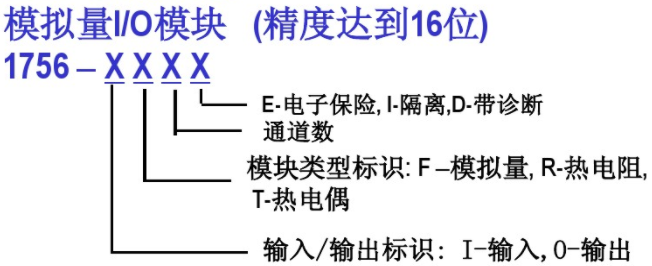 模拟量I/O模块 (精度达到16位)
1756 – X X X X
E-电子保险, I-隔离,D-带诊断
通道数
模块类型标识: F –模拟量, R-热电阻,
T-热电偶
输入/输出标识: I-输入,O-输出